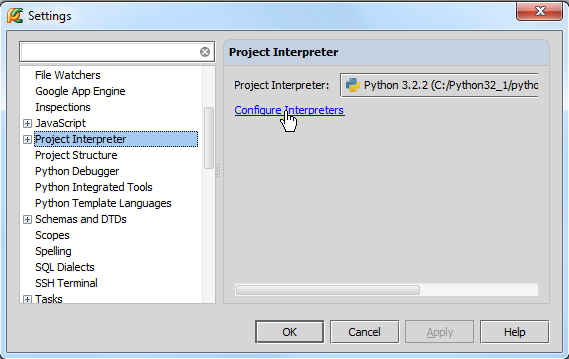 Settings
File Watchers
Google App Engine
Inspections
JavaScript
Project Interpreter
Project Structure
Python Debugger
Python Integrated Tools
Python Template Languages
Schemas and DTDs
Scopes
Spelling
SQL Dialects
SSH Terminal
Tasks
Project Interpreter
Project Interpreter: Python 3.2.2 (C:/Python32_1/pytho
Configure Interpreters
OK Cancel Apply Help